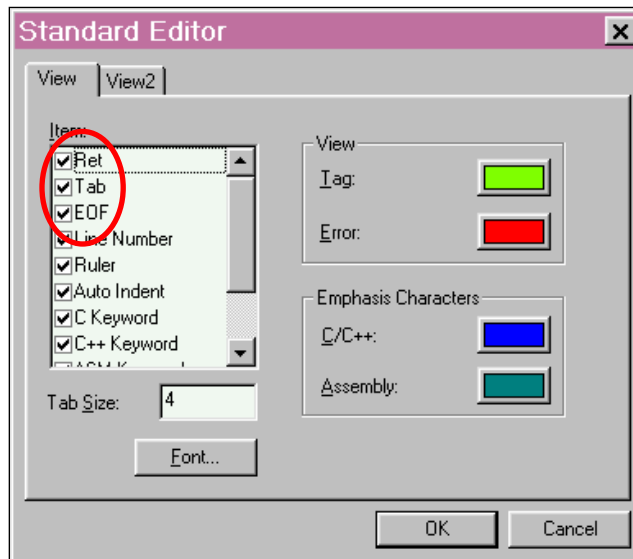 Standard Editor
View
View2
Item:
Ret
Tab
EOF
Line Number
Ruler
Auto Indent
C Keyword
C++ Keyword
Tab Size:
4
Font...
View
Tag:
Error:
Emphasis Characters
C/C++:
Assembly:
OK
Cancel